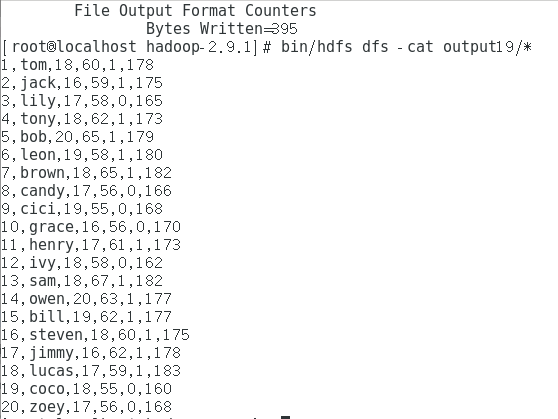 File Output Format Counters
Bytes Written=395
[root@localhost hadoop-2.9.1]# bin/hdfs dfs -cat output19/*
1,tom,18,60,1,178
2,jack,16,59,1,175
3,lily,17,58,0,165
4,tony,18,62,1,173
5,bob,20,65,1,179
6,leon,19,58,1,180
7,brown,18,65,1,182
8,candy,17,56,0,166
9,cici,19,55,0,168
10,grace,16,56,0,170
11,henry,17,61,1,173
12,ivy,18,58,0,162
13,sam,18,67,1,182
14,owen,20,63,1,177
15,bill,19,62,1,177
16,steven,18,60,1,175
17,jimmy,16,62,1,178
18,lucas,17,59,1,183
19,coco,18,55,0,160
20,zoey,17,56,0,168